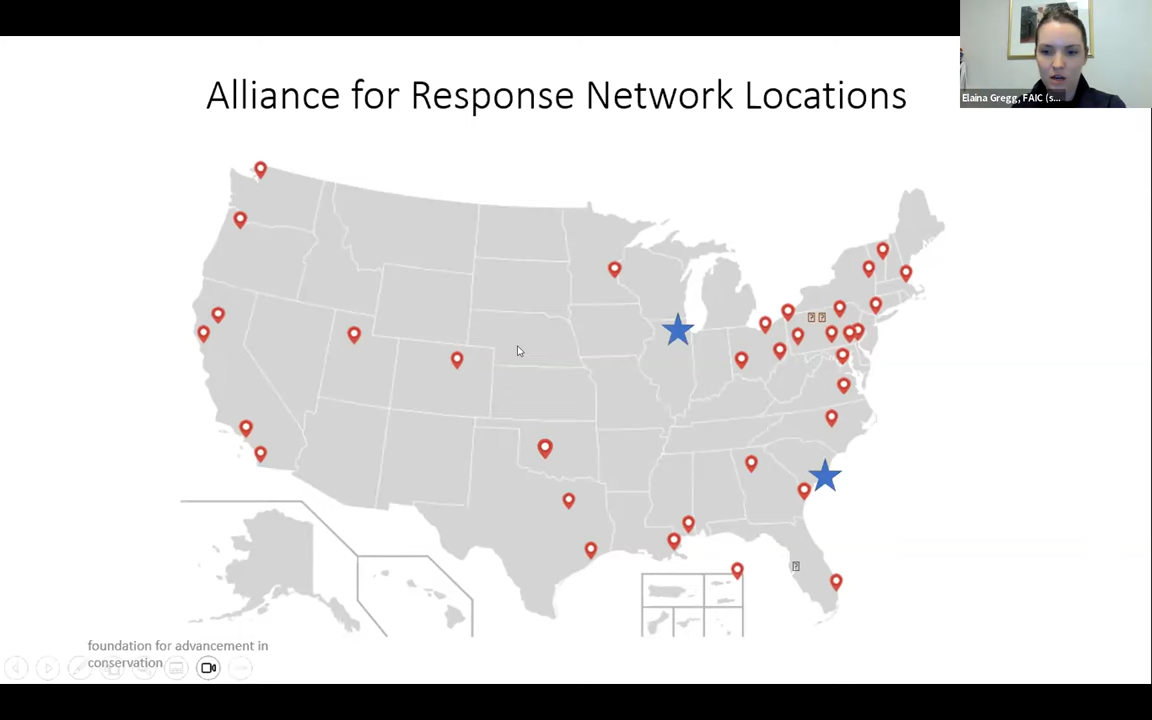 Alliance for Response Network Locations
Elaina Gregg, FAIC (s...
foundation for advancement in
conservation